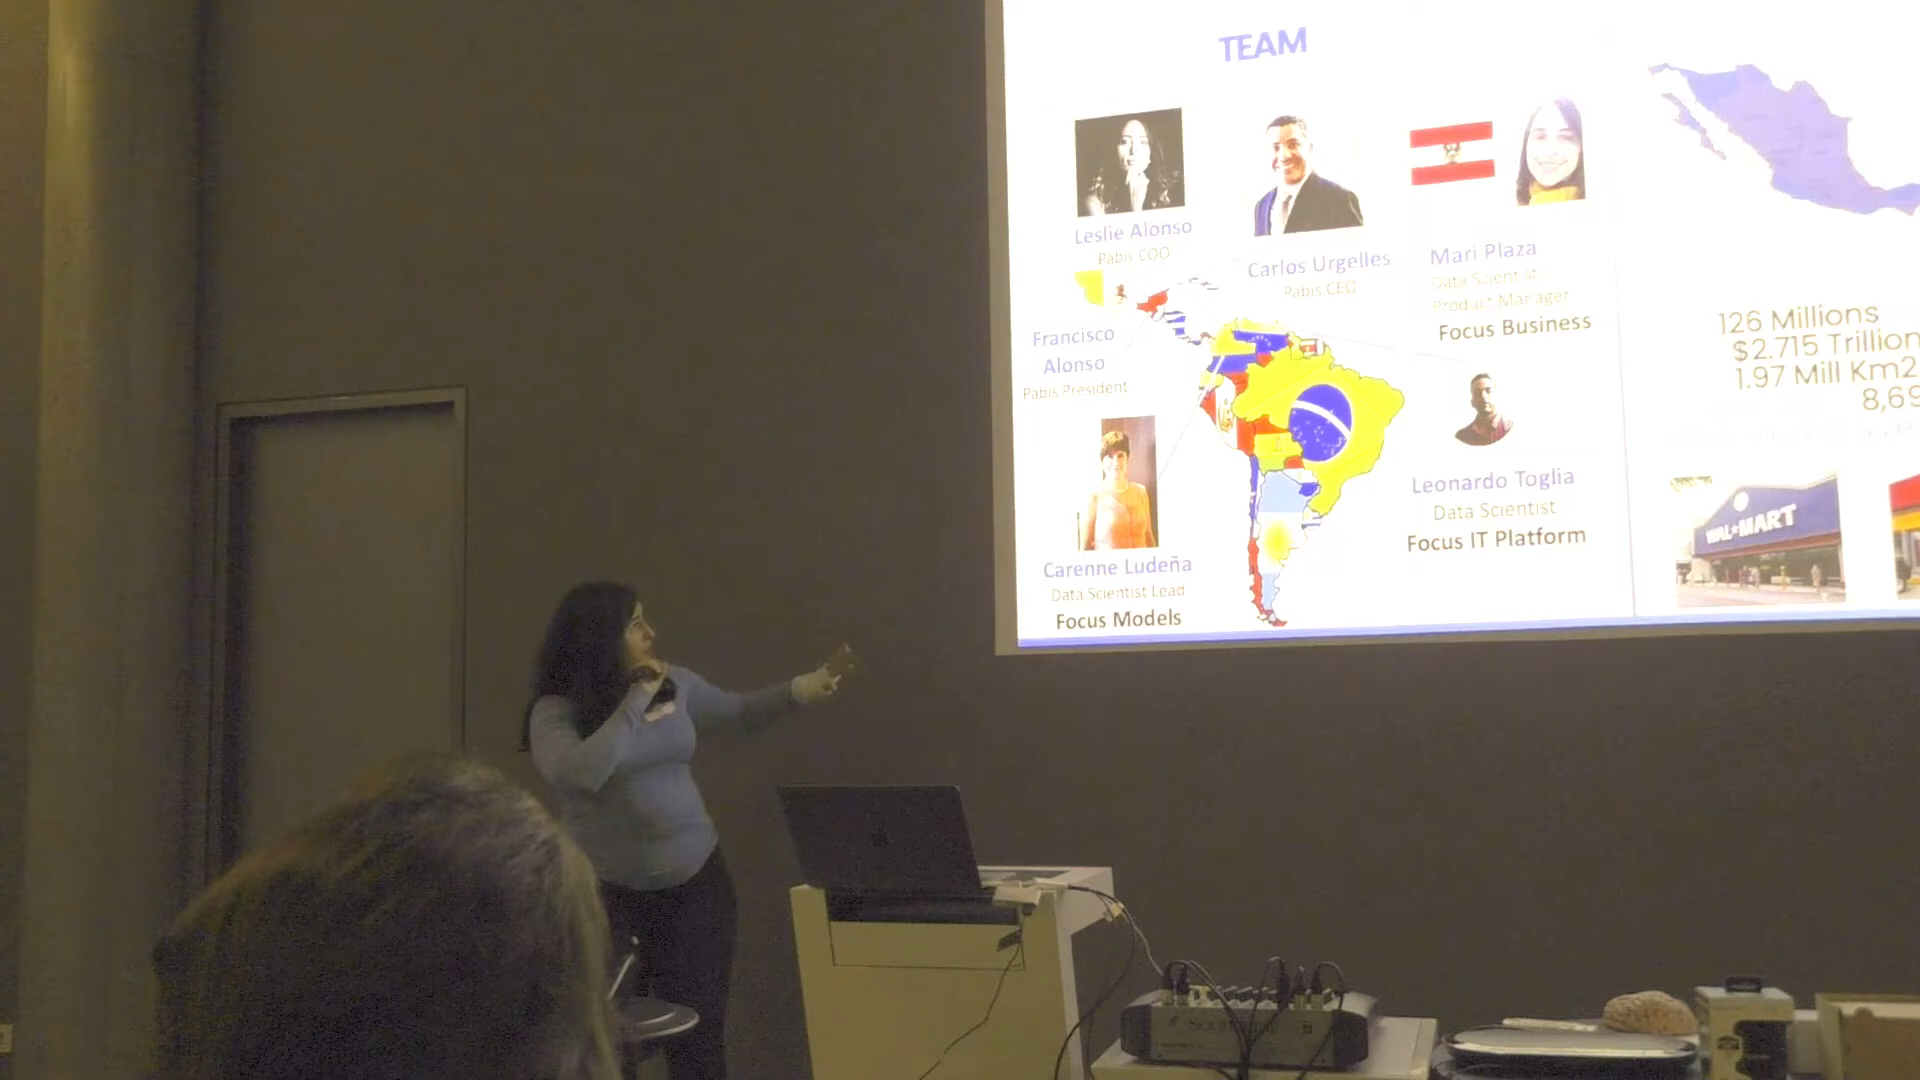 TEAM
Leslie Alonso
Pabis COO
Carlos Urgelles
Pabis CEO
Mari Plaza
Data Scientist
Product Manager
Focus Business
Francisco
Alonso
Pabis President
Carenne Ludeña
Data Scientist Lead
Focus Models
Leonardo Toglia
Data Scientist
Focus IT Platform
126 Millions
$2.715 Trillion
1.97 Mill Km2
8,69
WAL★MART